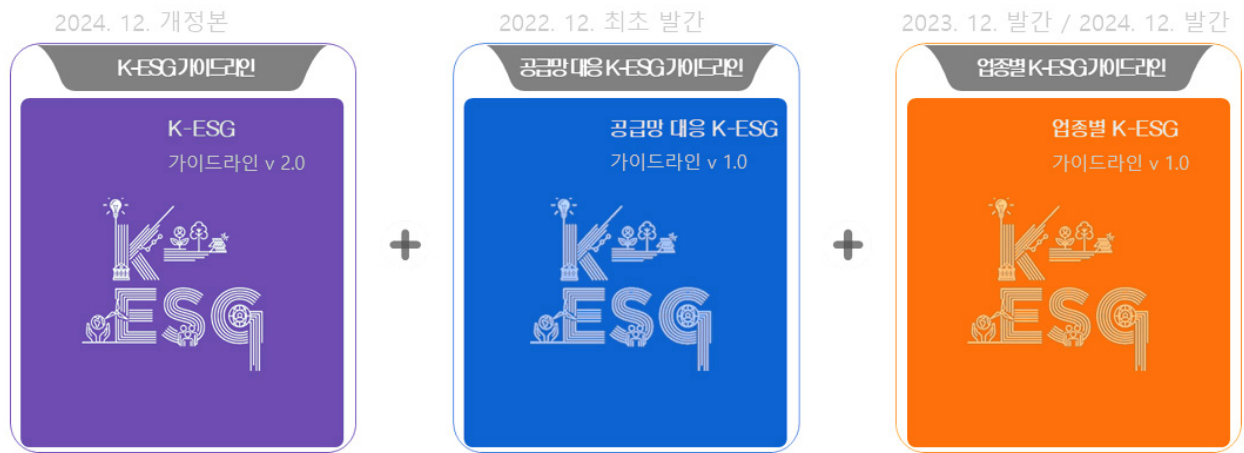 2024. 12. 개정본
K-ESG 가이드라인
K-ESG
가이드라인 v 2.0
K-
ESG
2022. 12. 최초 발간
공급망 대응 K-ESG 가이드라인
공급망 대응 K-ESG
가이드라인 v 1.0
K-
ESG
2023. 12. 발간 / 2024. 12. 발간
업종별 K-ESG 가이드라인
업종별 K-ESG
가이드라인 v 1.0
K-
ESG